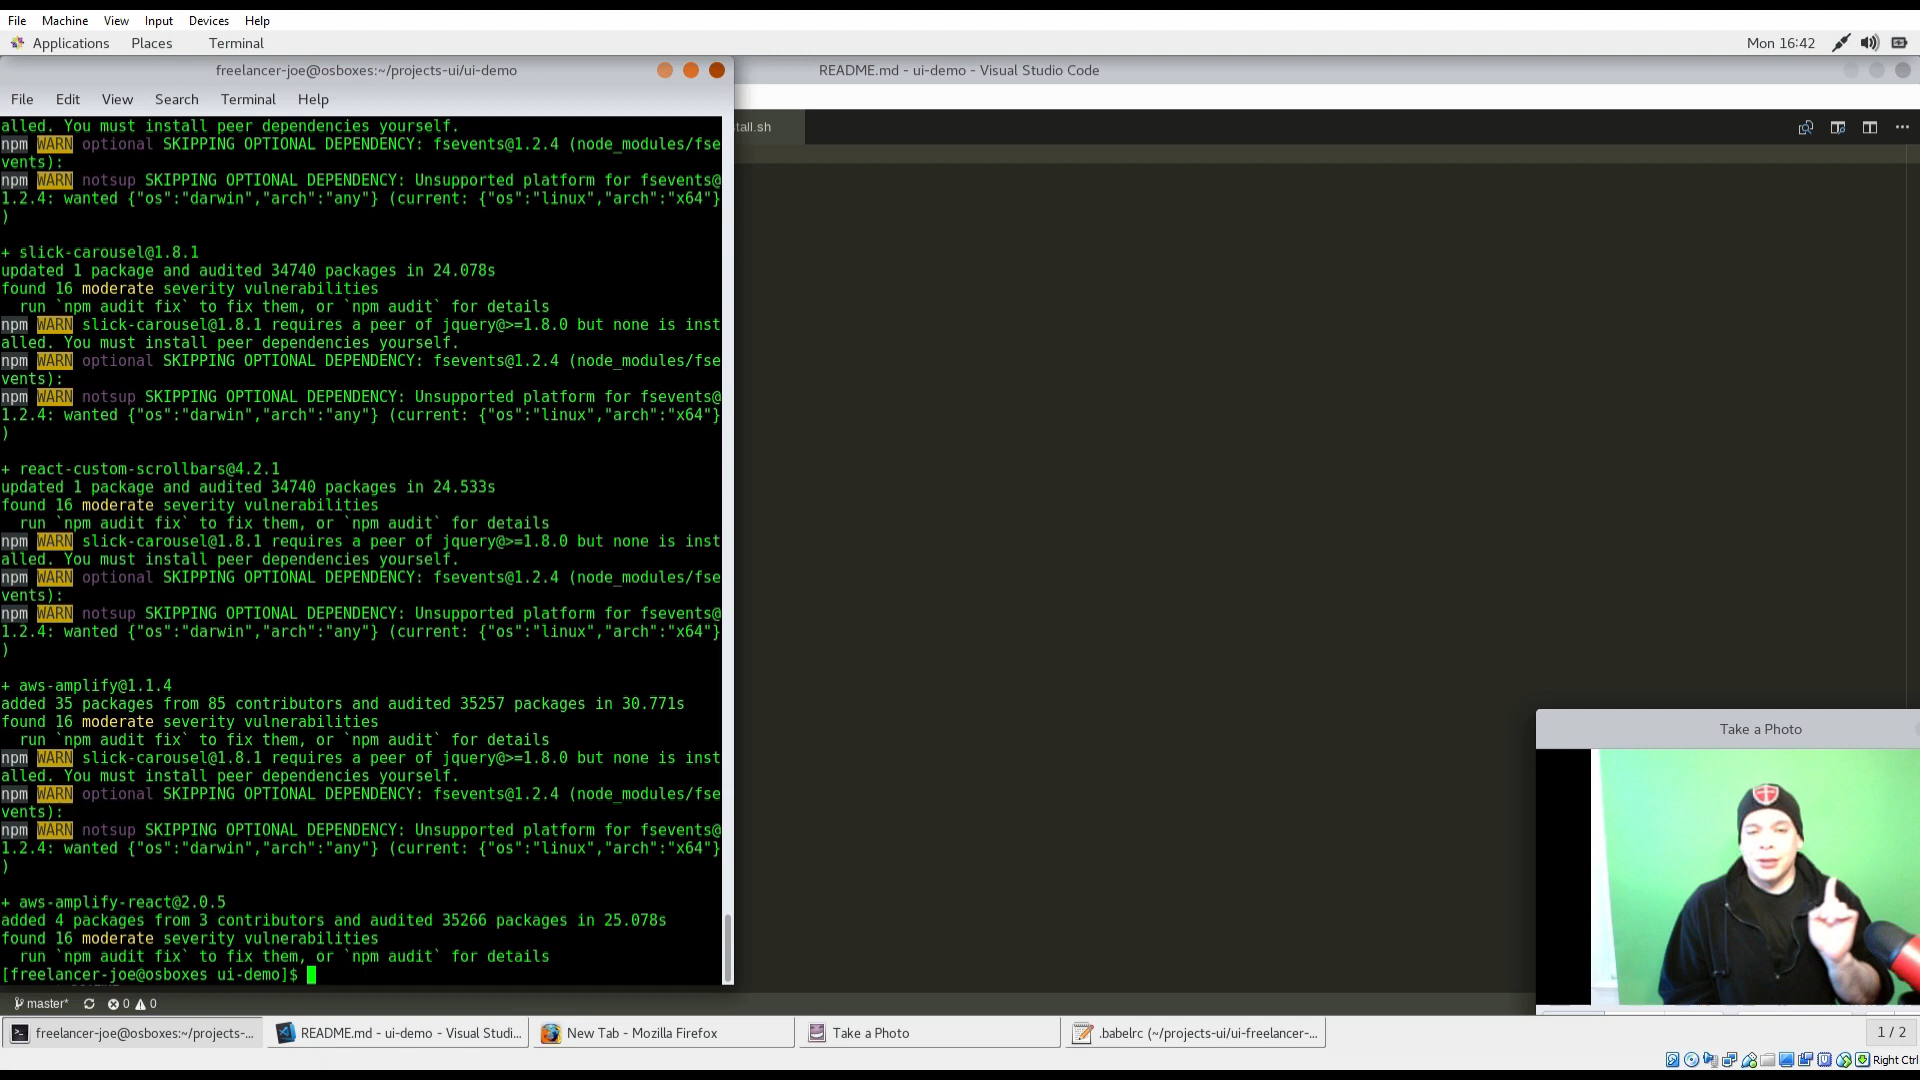 File Machine View Input Devices Help
Applications Places Terminal Mon 16:42
freelancer-joe@osboxes:~/projects-ui/ui-demo
README.md - ui-demo - Visual Studio Code
File Edit View Search Terminal Help
tall.sh
alled. You must install peer dependencies yourself.
npm WARN optional SKIPPING OPTIONAL DEPENDENCY: fsevents@1.2.4 (node_modules/fse
vents):
npm WARN notsup SKIPPING OPTIONAL DEPENDENCY: Unsupported platform for fsevents@
1.2.4: wanted {"os":"darwin","arch":"any"} (current: {"os":"linux","arch":"x64"}
)
+ slick-carousel@1.8.1
updated 1 package and audited 34740 packages in 24.078s
found 16 moderate severity vulnerabilities
run `npm audit fix` to fix them, or `npm audit` for details
npm WARN slick-carousel@1.8.1 requires a peer of jquery@>=1.8.0 but none is inst
alled. You must install peer dependencies yourself.
npm WARN optional SKIPPING OPTIONAL DEPENDENCY: fsevents@1.2.4 (node_modules/fse
vents):
npm WARN notsup SKIPPING OPTIONAL DEPENDENCY: Unsupported platform for fsevents@
1.2.4: wanted {"os":"darwin","arch":"any"} (current: {"os":"linux","arch":"x64"}
)
+ react-custom-scrollbars@4.2.1
updated 1 package and audited 34740 packages in 24.533s
found 16 moderate severity vulnerabilities
run `npm audit fix` to fix them, or `npm audit` for details
npm WARN slick-carousel@1.8.1 requires a peer of jquery@>=1.8.0 but none is inst
alled. You must install peer dependencies yourself.
npm WARN optional SKIPPING OPTIONAL DEPENDENCY: fsevents@1.2.4 (node_modules/fse
vents):
npm WARN notsup SKIPPING OPTIONAL DEPENDENCY: Unsupported platform for fsevents@
1.2.4: wanted {"os":"darwin","arch":"any"} (current: {"os":"linux","arch":"x64"}
)
+ aws-amplify@1.1.4
added 35 packages from 85 contributors and audited 35257 packages in 30.771s
found 16 moderate severity vulnerabilities
run `npm audit fix` to fix them, or `npm audit` for details
npm WARN slick-carousel@1.8.1 requires a peer of jquery@>=1.8.0 but none is inst
alled. You must install peer dependencies yourself.
npm WARN optional SKIPPING OPTIONAL DEPENDENCY: fsevents@1.2.4 (node_modules/fse
vents):
npm WARN notsup SKIPPING OPTIONAL DEPENDENCY: Unsupported platform for fsevents@
1.2.4: wanted {"os":"darwin","arch":"any"} (current: {"os":"linux","arch":"x64"}
)
+ aws-amplify-react@2.0.5
added 4 packages from 3 contributors and audited 35266 packages in 25.078s
found 16 moderate severity vulnerabilities
run `npm audit fix` to fix them, or `npm audit` for details
[freelancer-joe@osboxes ui-demo]$
Take a Photo
master* 0 0
freelancer-joe@osboxes:~/projects-... README.md - ui-demo - Visual Studi... New Tab - Mozilla Firefox Take a Photo .babelrc (~/projects-ui/ui-freelancer-... 1 / 2
Right Ctrl